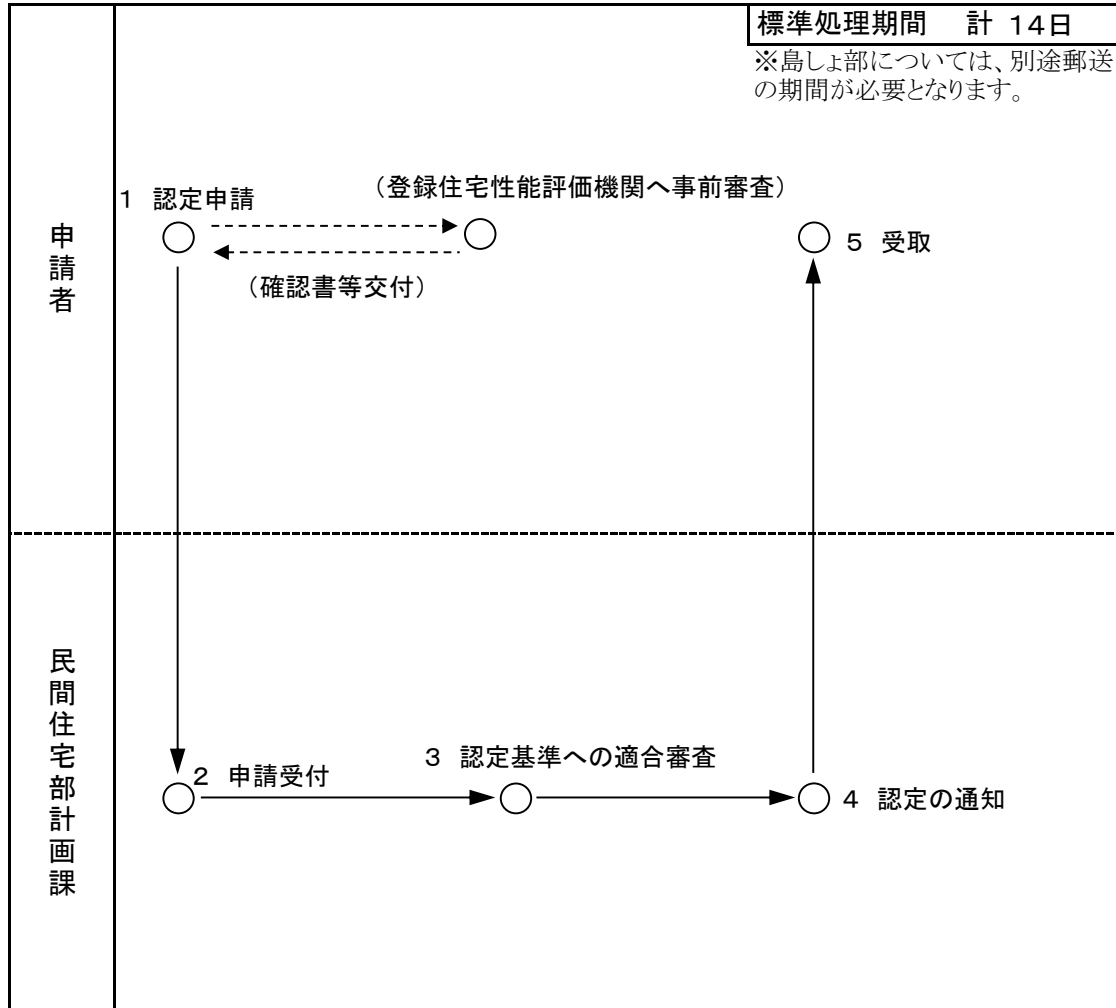 標準処理期間　計 14日
※島しょ部については、別途郵送
の期間が必要となります。
申請者
1 認定申請
（登録住宅性能評価機関へ事前審査）
（確認書等交付）
5 受取
民間住宅部計画課
2 申請受付
3 認定基準への適合審査
4 認定の通知